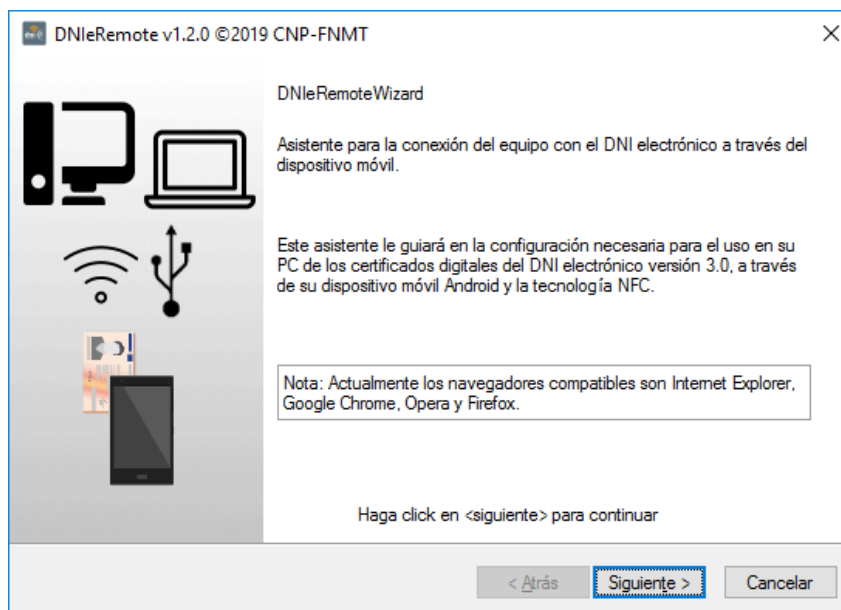 DNIeRemote v1.2.0 ©2019 CNP-FNMT
DNIeRemoteWizard
Asistente para la conexión del equipo con el DNI electrónico a través del
dispositivo móvil.
Este asistente le guiará en la configuración necesaria para el uso en su
PC de los certificados digitales del DNI electrónico versión 3.0, a través
de su dispositivo móvil Android y la tecnología NFC.
Nota: Actualmente los navegadores compatibles son Internet Explorer,
Google Chrome, Opera y Firefox.
Haga click en <siguiente> para continuar
< Atrás
Siguiente >
Cancelar